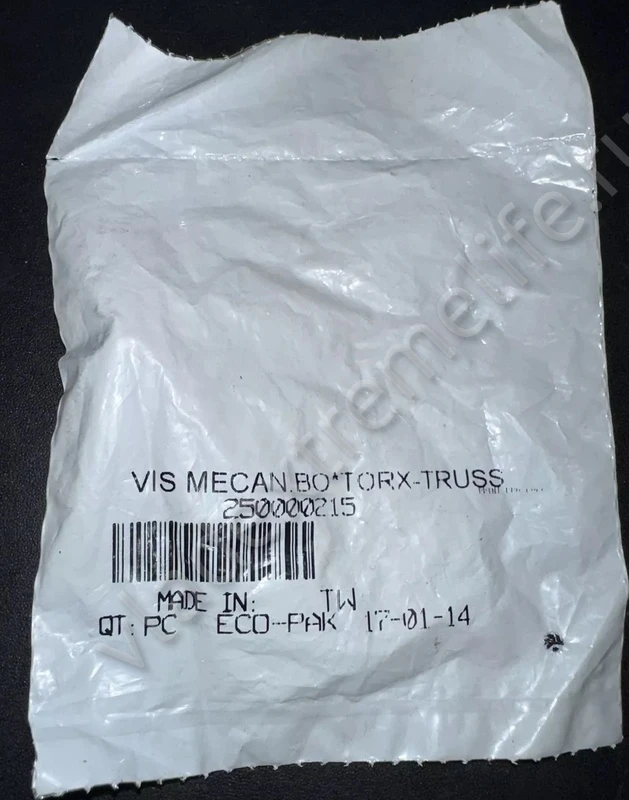 VIS MECAN.BO*TORX-TRUSS
250000215
MADE IN: TW
QT: PC ECO-PAK 17-01-14